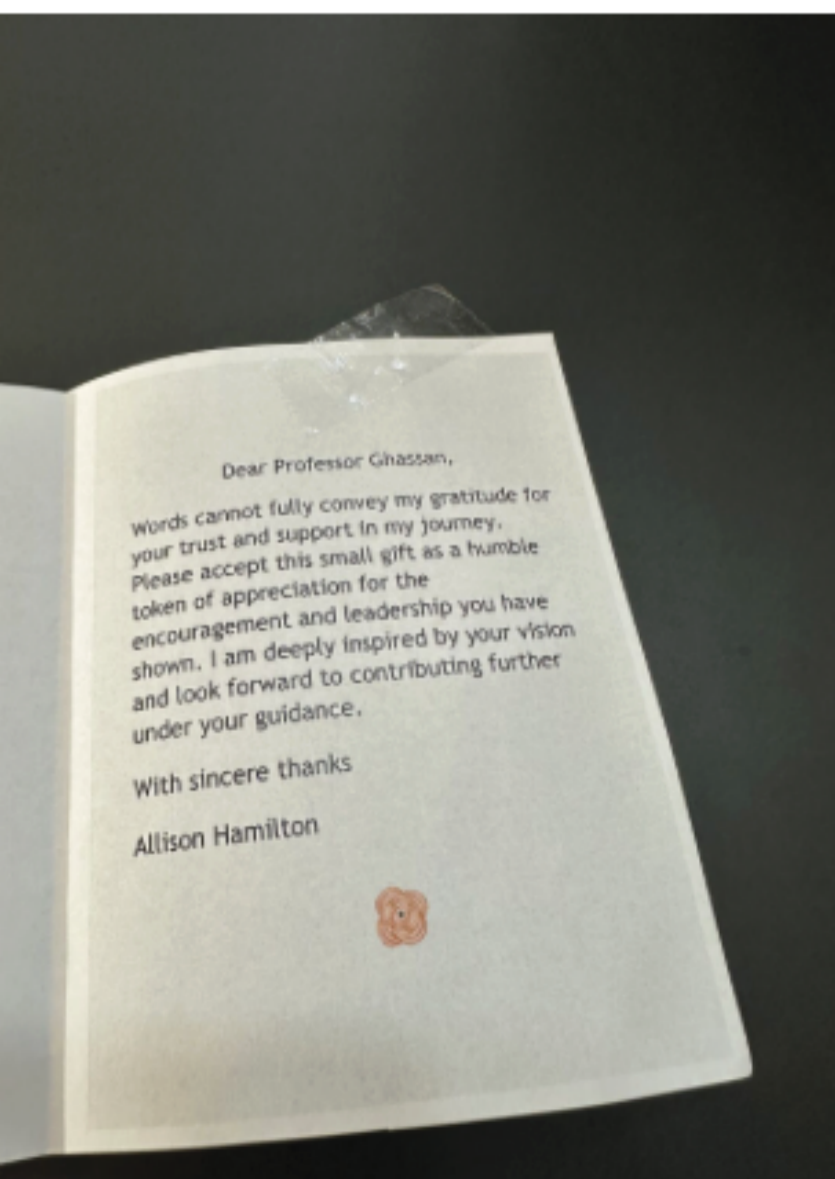 Dear Professor Ghassan,
Words cannot fully convey my gratitude for
your trust and support in my journey.
Please accept this small gift as a humble
token of appreciation for the
encouragement and leadership you have
shown. I am deeply inspired by your vision
and look forward to contributing further
under your guidance.
With sincere thanks
Allison Hamilton